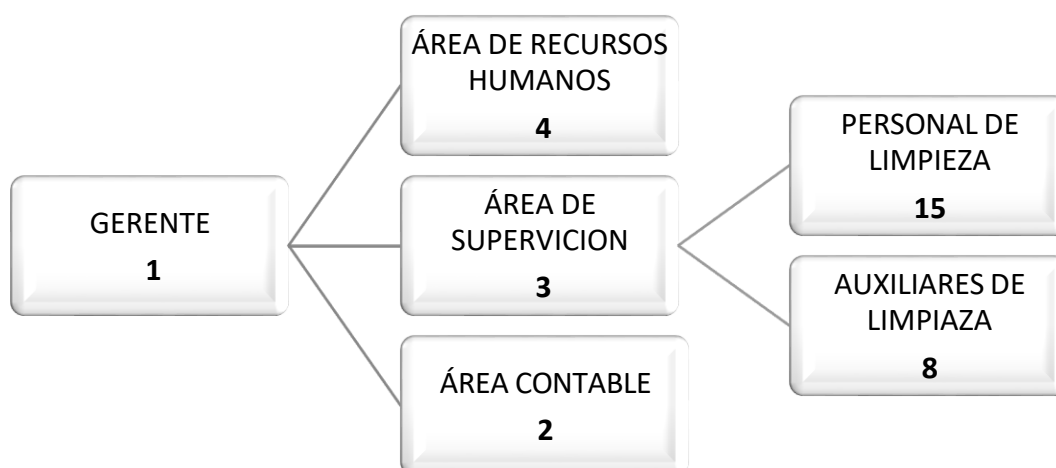 GERENTE
1
ÁREA DE RECURSOS
HUMANOS
4
ÁREA DE
SUPERVICION
3
ÁREA CONTABLE
2
PERSONAL DE
LIMPIEZA
15
AUXILIARES DE
LIMPIAZA
8